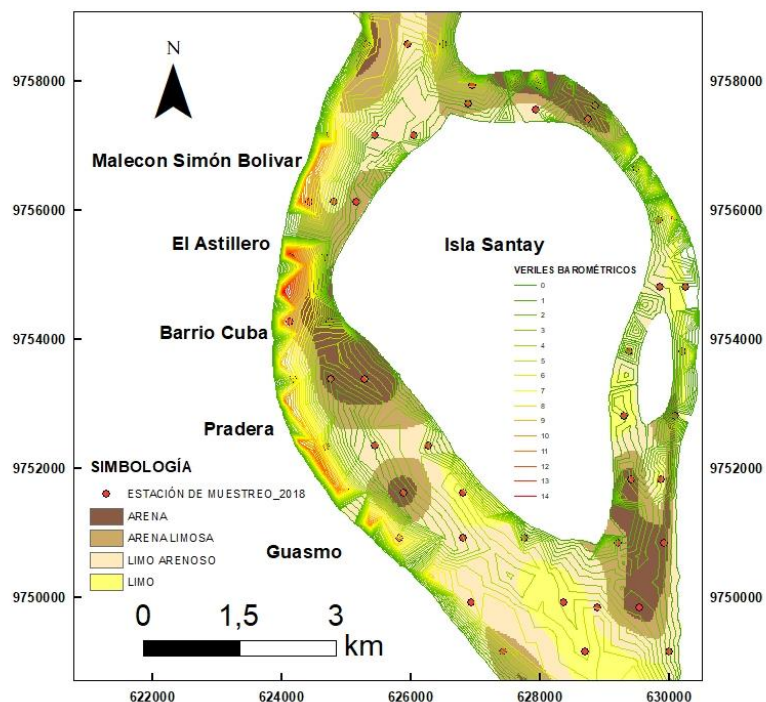 N
9758000
9758000
Malecon Simón Bolivar
9756000
9756000
El Astillero
Isla Santay
VERILES BAROMÉTRICOS
0
1
2
3
4
5
6
7
8
9
10
11
12
13
14
9754000
9754000
Barrio Cuba
Pradera
9752000
9752000
SIMBOLOGÍA
ESTACIÓN DE MUESTREO_2018
ARENA
ARENA LIMOSA
LIMO ARENOSO
LIMO
Guasmo
9750000
9750000
0 1,5 3
km
622000 624000 626000 628000 630000